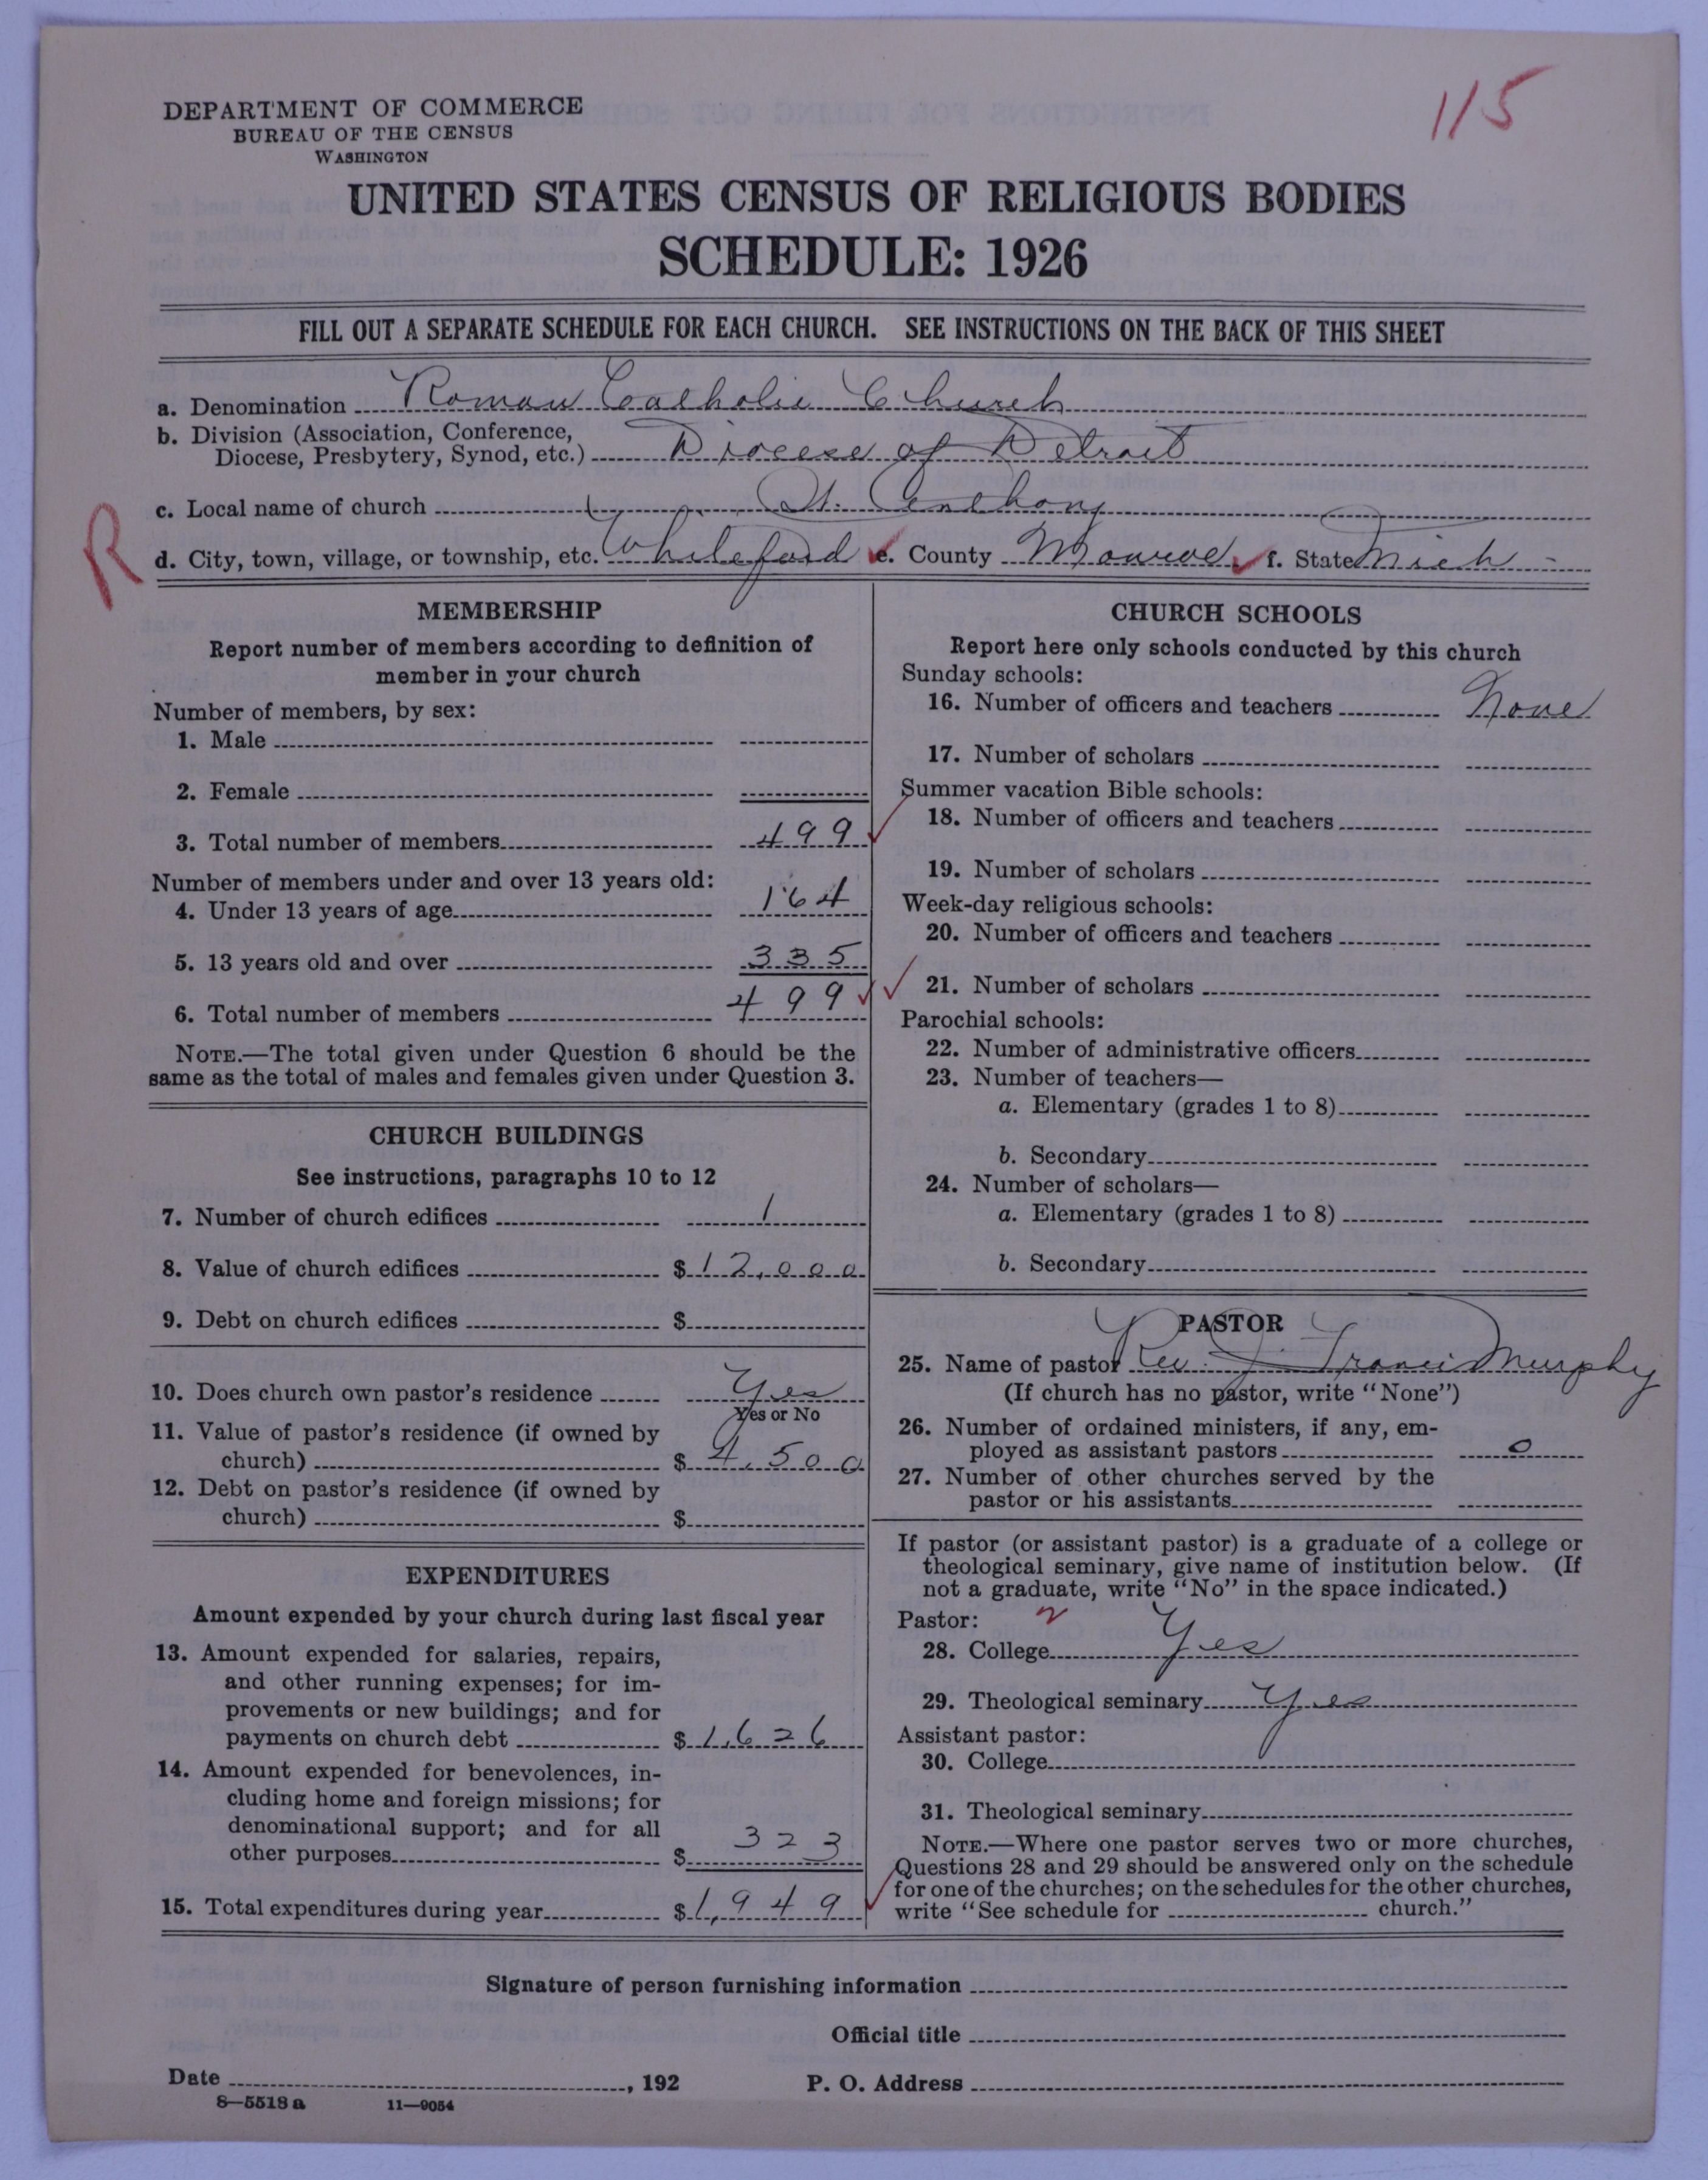 115
DEPARTMENT OF COMMERCE
BUREAU OF THE CENSUS
WASHINGTON
UNITED STATES CENSUS OF RELIGIOUS BODIES
SCHEDULE: 1926
FILL OUT A SEPARATE SCHEDULE FOR EACH CHURCH. SEE INSTRUCTIONS ON THE BACK OF THIS SHEET
a. Denomination Roman Catholic Church
b. Division (Association, Conference,
Diocese, Presbytery, Synod, etc.) Diocese of Detroit
c. Local name of church St. Anthony
R
d. City, town, village, or township, etc. Whiteford e. County Monroe f. State Mich -
MEMBERSHIP
Report number of members according to definition of
member in your church
Number of members, by sex:
1. Male
2. Female
3. Total number of members 499
Number of members under and over 13 years old:
4. Under 13 years of age 164
5. 13 years old and over 335
6. Total number of members 499
NOTE.—The total given under Question 6 should be the
same as the total of males and females given under Question 3.
CHURCH BUILDINGS
See instructions, paragraphs 10 to 12
7. Number of church edifices 1
8. Value of church edifices $ 12,000
9. Debt on church edifices $
10. Does church own pastor's residence Yes
Yes or No
11. Value of pastor's residence (if owned by
church) $ 4,500
12. Debt on pastor's residence (if owned by
church) $
EXPENDITURES
Amount expended by your church during last fiscal year
13. Amount expended for salaries, repairs,
and other running expenses; for im-
provements or new buildings; and for
payments on church debt $ 1,626
14. Amount expended for benevolences, in-
cluding home and foreign missions; for
denominational support; and for all
other purposes $ 323
15. Total expenditures during year $ 1,949
CHURCH SCHOOLS
Report here only schools conducted by this church
Sunday schools:
16. Number of officers and teachers None
17. Number of scholars
Summer vacation Bible schools:
18. Number of officers and teachers
19. Number of scholars
Week-day religious schools:
20. Number of officers and teachers
21. Number of scholars
Parochial schools:
22. Number of administrative officers
23. Number of teachers—
a. Elementary (grades 1 to 8)
b. Secondary
24. Number of scholars—
a. Elementary (grades 1 to 8)
b. Secondary
PASTOR
25. Name of pastor Rev. J. Francis Murphy
(If church has no pastor, write "None")
26. Number of ordained ministers, if any, em-
ployed as assistant pastors 0
27. Number of other churches served by the
pastor or his assistants
If pastor (or assistant pastor) is a graduate of a college or
theological seminary, give name of institution below. (If
not a graduate, write "No" in the space indicated.)
Pastor:
28. College Yes
29. Theological seminary Yes
Assistant pastor:
30. College
31. Theological seminary
NOTE.—Where one pastor serves two or more churches,
Questions 28 and 29 should be answered only on the schedule
for one of the churches; on the schedules for the other churches,
write "See schedule for church."
Signature of person furnishing information
Official title
Date , 192 P. O. Address
8—5518 a 11—9054